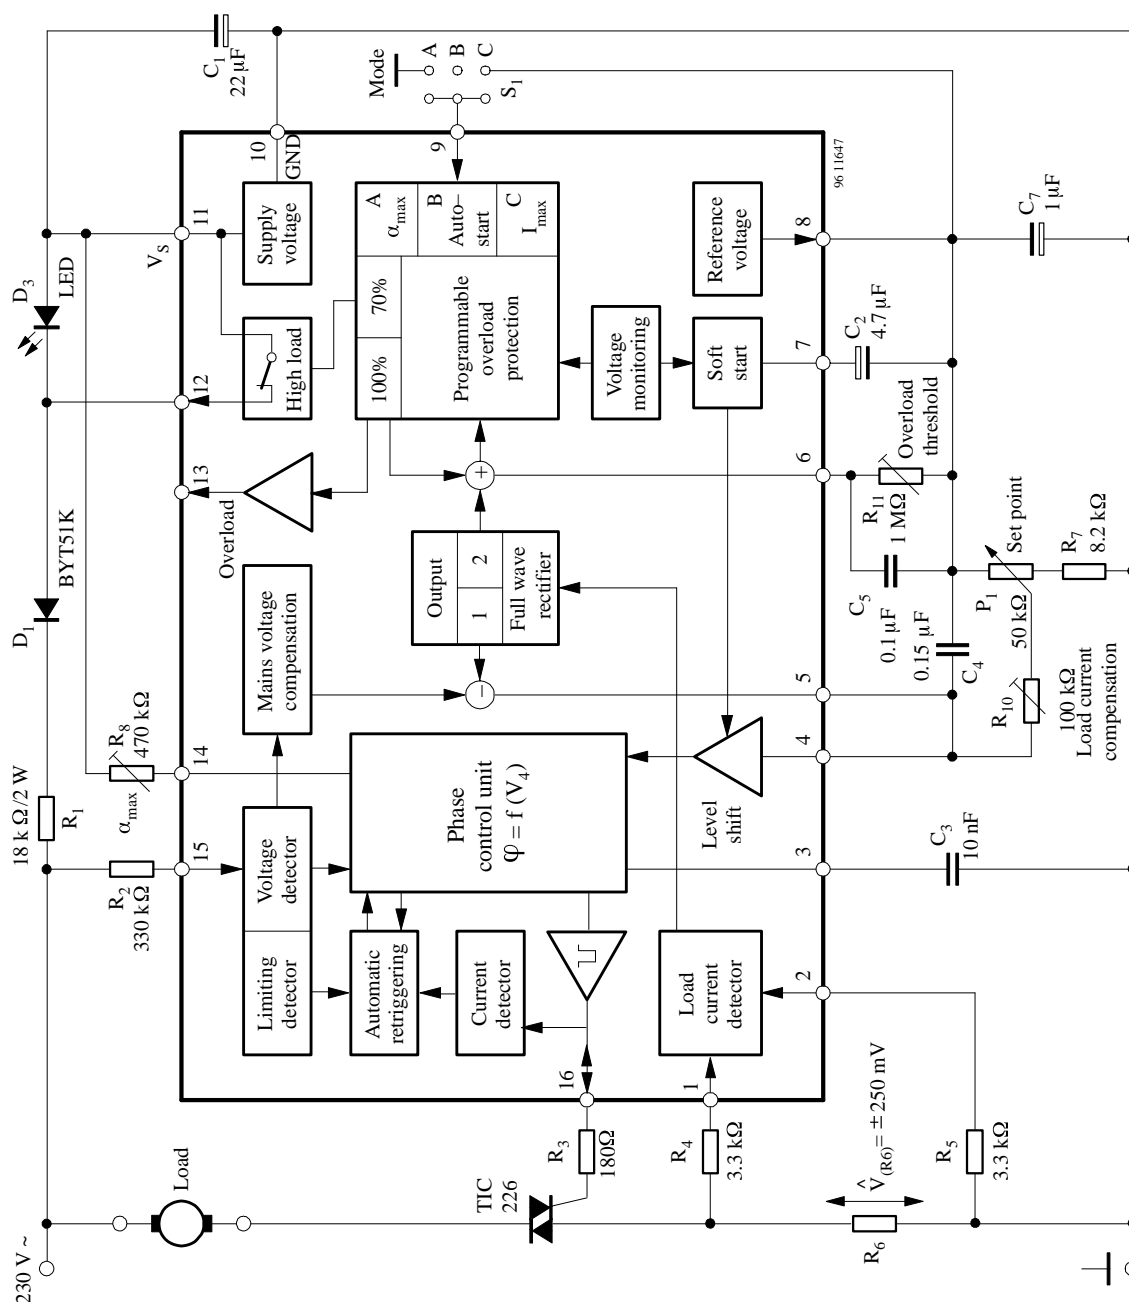 230 V ~
18 k Ω /2 W
R1
D1
BYT51K
D3
LED
C1
22 µF
R2
330 kΩ
αmax
R8
470 kΩ
VS
GND
Mode
A
B
C
S1
15
14
13
12
11
10
9
Load
Limiting
detector
Voltage
detector
Mains voltage
compensation
Overload
High load
Supply
voltage
Automatic
retriggering
Phase
control unit
φ = f (V4)
100%
70%
A
αmax
Programmable
overload
protection
B
Auto–
start
C
Imax
Current
detector
Output
1
2
Full wave
rectifier
−
+
Voltage
monitoring
Load
current
detector
Level
shift
Soft
start
Reference
voltage
96 11647
16
1
2
3
4
5
6
7
8
TIC
226
R3
180Ω
R4
3.3 kΩ
R6
V̂(R6)= ± 250 mV
R5
3.3 kΩ
C3
10 nF
R10
100 kΩ
Load current
compensation
C4
0.15 µF
C5
0.1 µF
P1
50 kΩ
Set point
R7
8.2 kΩ
R11
1 MΩ
Overload
threshold
C2
4.7 µF
C7
1 µF